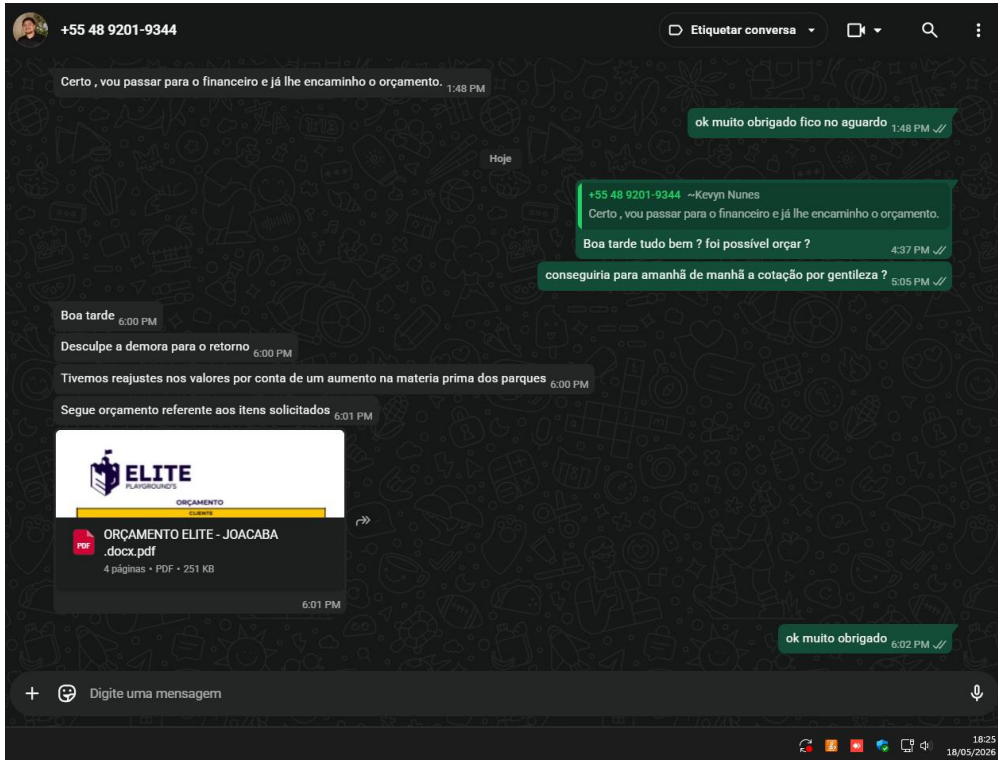 +55 48 9201-9344
Etiquetar conversa
Certo , vou passar para o financeiro e já lhe encaminho o orçamento. 1:48 PM
ok muito obrigado fico no aguardo 1:48 PM
Hoje
+55 48 9201-9344 ~Kevyn Nunes
Certo , vou passar para o financeiro e já lhe encaminho o orçamento.
Boa tarde tudo bem ? foi possível orçar ? 4:37 PM
conseguiria para amanhã de manhã a cotação por gentileza ? 5:05 PM
Boa tarde 6:00 PM
Desculpe a demora para o retorno 6:00 PM
Tivemos reajustes nos valores por conta de um aumento na materia prima dos parques 6:00 PM
Segue orçamento referente aos itens solicitados 6:01 PM
ELITE
PLAYGROUND'S
ORÇAMENTO
CLIENTE
PDF
ORÇAMENTO ELITE - JOACABA
.docx.pdf
4 páginas • PDF • 251 KB
6:01 PM
ok muito obrigado 6:02 PM
Digite uma mensagem
18:25
18/05/2026